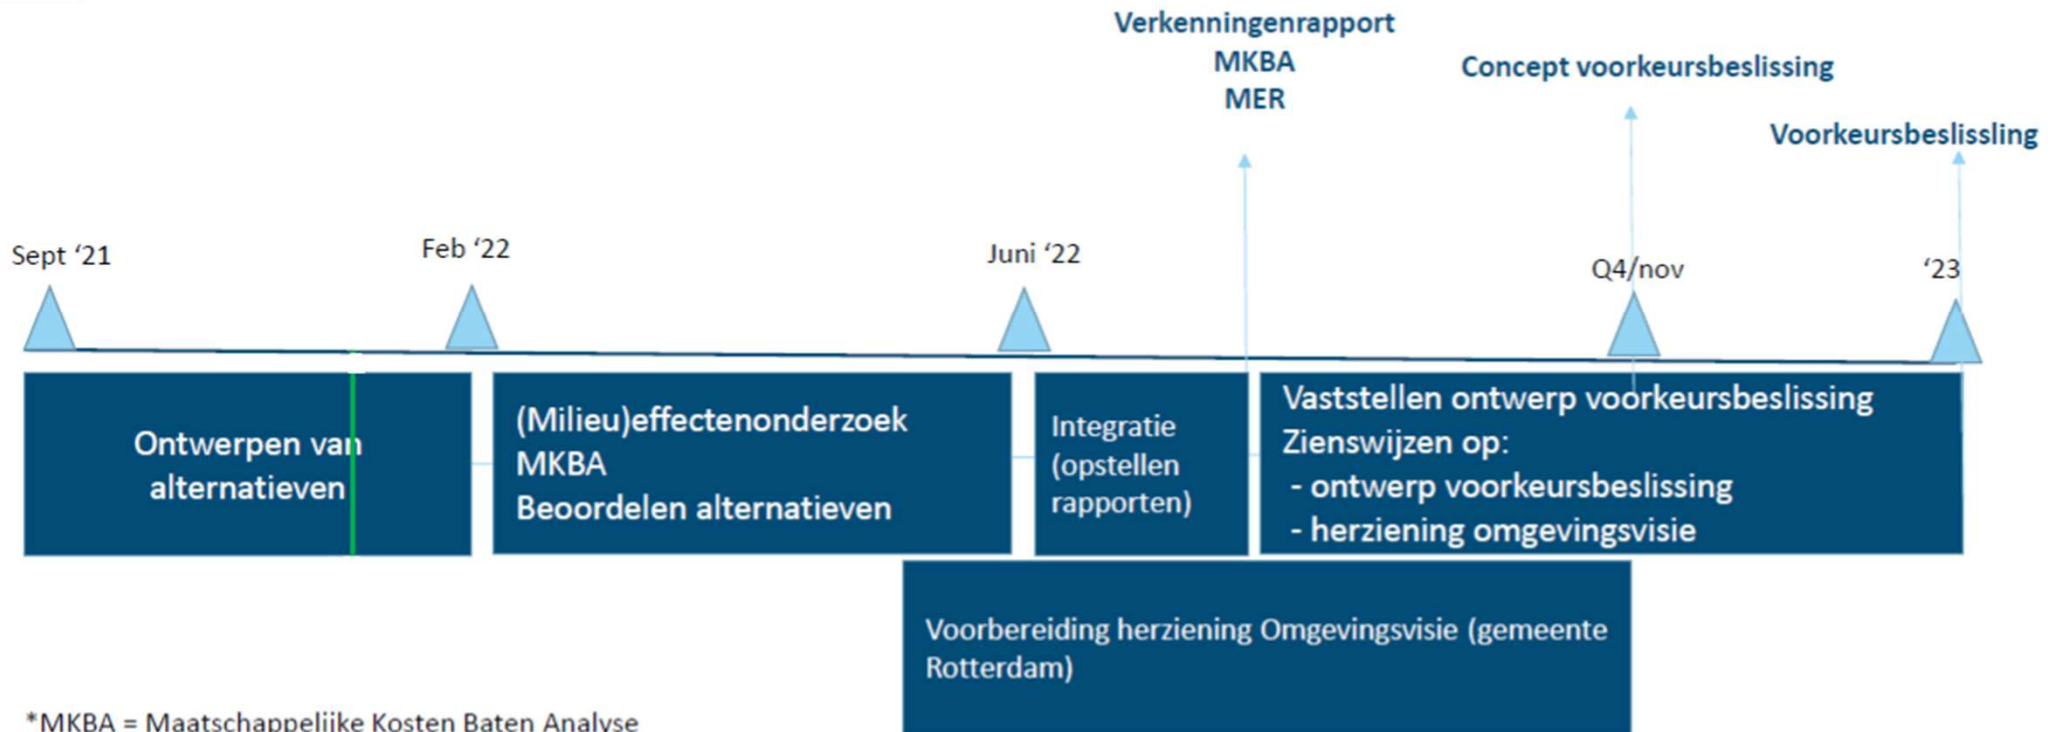 Verkenningenrapport
MKBA
MER
Concept voorkeursbeslissing
Voorkeursbeslissling
Sept ‘21
Feb ‘22
Juni ‘22
Q4/nov
‘23
Ontwerpen van
alternatieven
(Milieu)effectenonderzoek
MKBA
Beoordelen alternatieven
Integratie
(opstellen
rapporten)
Vaststellen ontwerp voorkeursbeslissing
Zienswijzen op:
- ontwerp voorkeursbeslissing
- herziening omgevingsvisie
Voorbereiding herziening Omgevingsvisie (gemeente
Rotterdam)
*MKBA = Maatschappelijke Kosten Baten Analyse